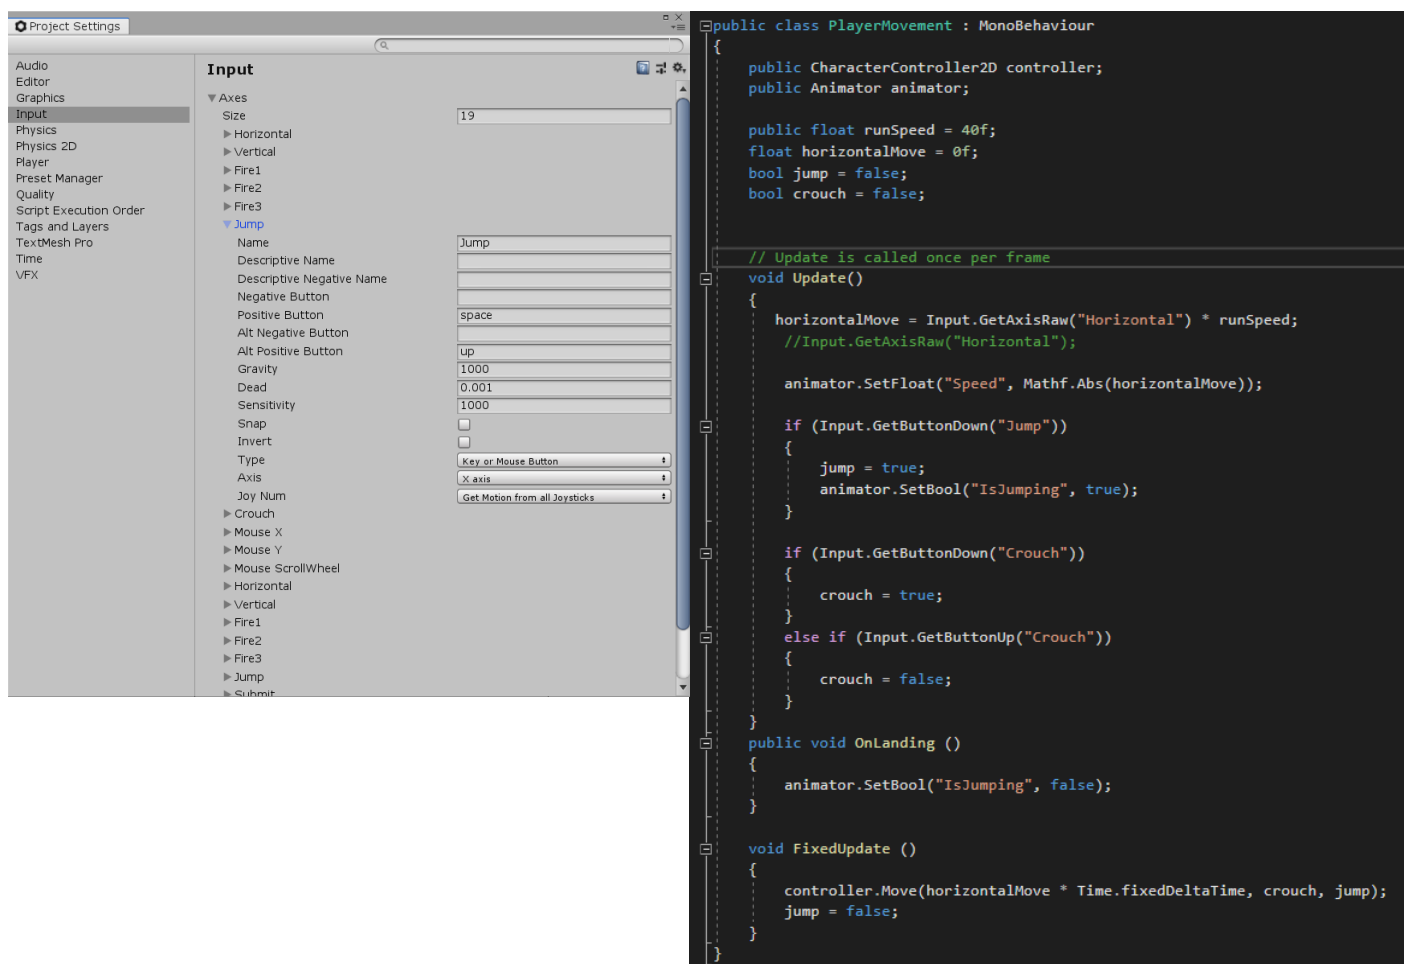 Project Settings
Audio
Editor
Graphics
Input
Physics
Physics 2D
Player
Preset Manager
Quality
Script Execution Order
Tags and Layers
TextMesh Pro
Time
VFX
Input
Axes
Size 19
Horizontal
Vertical
Fire1
Fire2
Fire3
Jump
Name Jump
Descriptive Name
Descriptive Negative Name
Negative Button
Positive Button space
Alt Negative Button
Alt Positive Button up
Gravity 1000
Dead 0.001
Sensitivity 1000
Snap
Invert
Type Key or Mouse Button
Axis X axis
Joy Num Get Motion from all Joysticks
Crouch
Mouse X
Mouse Y
Mouse ScrollWheel
Horizontal
Vertical
Fire1
Fire2
Fire3
Jump
Submit
public class PlayerMovement : MonoBehaviour
{
public CharacterController2D controller;
public Animator animator;
public float runSpeed = 40f;
float horizontalMove = 0f;
bool jump = false;
bool crouch = false;
// Update is called once per frame
void Update()
{
horizontalMove = Input.GetAxisRaw("Horizontal") * runSpeed;
//Input.GetAxisRaw("Horizontal");
animator.SetFloat("Speed", Mathf.Abs(horizontalMove));
if (Input.GetButtonDown("Jump"))
{
jump = true;
animator.SetBool("IsJumping", true);
}
if (Input.GetButtonDown("Crouch"))
{
crouch = true;
}
else if (Input.GetButtonUp("Crouch"))
{
crouch = false;
}
}
public void OnLanding ()
{
animator.SetBool("IsJumping", false);
}
void FixedUpdate ()
{
controller.Move(horizontalMove * Time.fixedDeltaTime, crouch, jump);
jump = false;
}
}